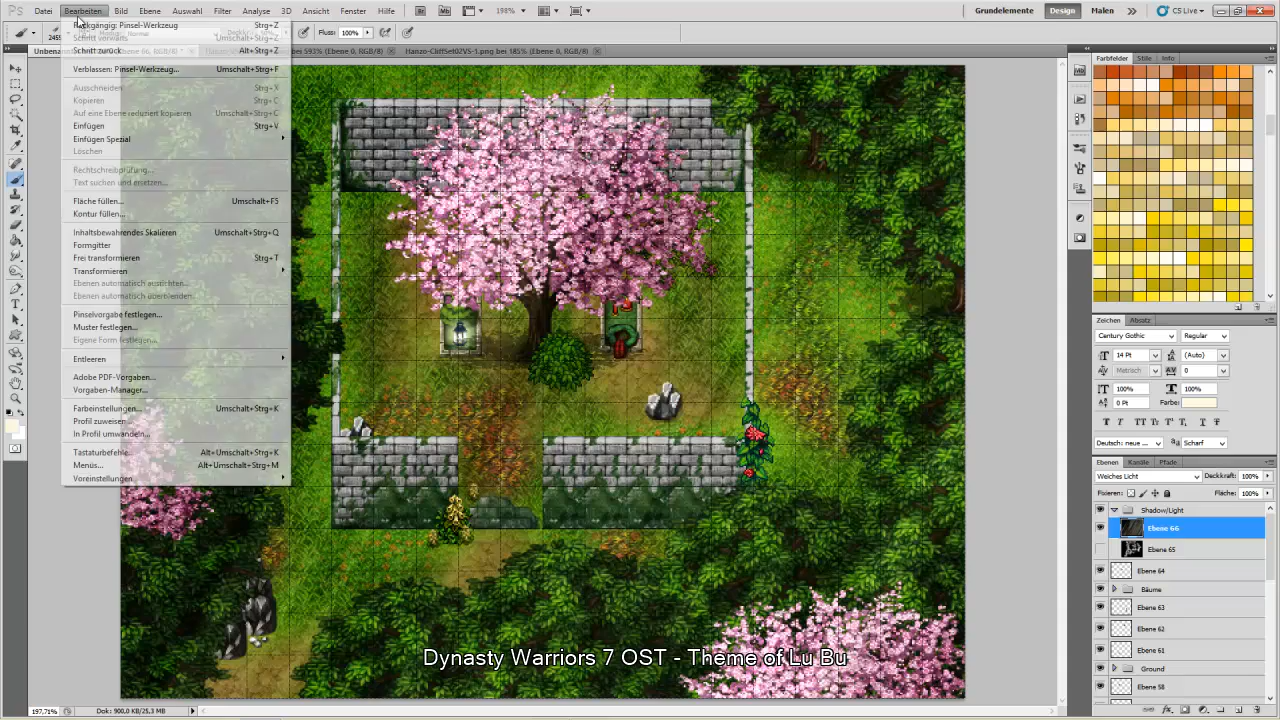 Datei Bearbeiten Bild Ebene Auswahl Filter Analyse 3D Ansicht Fenster Hilfe 198% Grundelemente Design Malen CS Live
Fluss: 100%
Hanzo-CliffSet02VS-1.png bei 185% (Ebene 0, RGB/8)
Rückgängig: Pinsel-Werkzeug Strg+Z
Schritt vorwärts Umschalt+Strg+Z
Schritt zurück Alt+Strg+Z
Verblassen: Pinsel-Werkzeug... Umschalt+Strg+F
Ausschneiden Strg+X
Kopieren Strg+C
Auf eine Ebene reduziert kopieren Umschalt+Strg+C
Einfügen Strg+V
Einfügen Spezial
Löschen
Rechtschreibprüfung...
Text suchen und ersetzen...
Fläche füllen... Umschalt+F5
Kontur füllen...
Inhaltsbewahrendes Skalieren Umschalt+Strg+Q
Formgitter
Frei transformieren Strg+T
Transformieren
Ebenen automatisch ausrichten...
Ebenen automatisch überblenden...
Pinselvorgabe festlegen...
Muster festlegen...
Eigene Form festlegen...
Entleeren
Adobe PDF-Vorgaben...
Vorgaben-Manager...
Farbeinstellungen... Umschalt+Strg+K
Profil zuweisen...
In Profil umwandeln...
Tastaturbefehle... Alt+Umschalt+Strg+K
Menüs... Alt+Umschalt+Strg+M
Voreinstellungen
Farbfelder Stile Info
Zeichen Absatz
Century Gothic Regular
14 Pt (Auto)
Metrisch 0
100% 100%
0 Pt Farbe:
Deutsch: neue ... Scharf
Ebenen Kanäle Pfade
Weiches Licht Deckkraft: 100%
Fixieren: Fläche: 100%
Shadow/Light
Ebene 66
Ebene 65
Ebene 64
Bäume
Ebene 63
Ebene 62
Ebene 61
Ground
Ebene 58
Dynasty Warriors 7 OST - Theme of Lu Bu
197,71% Dok: 900,0 KB/25,3 MB